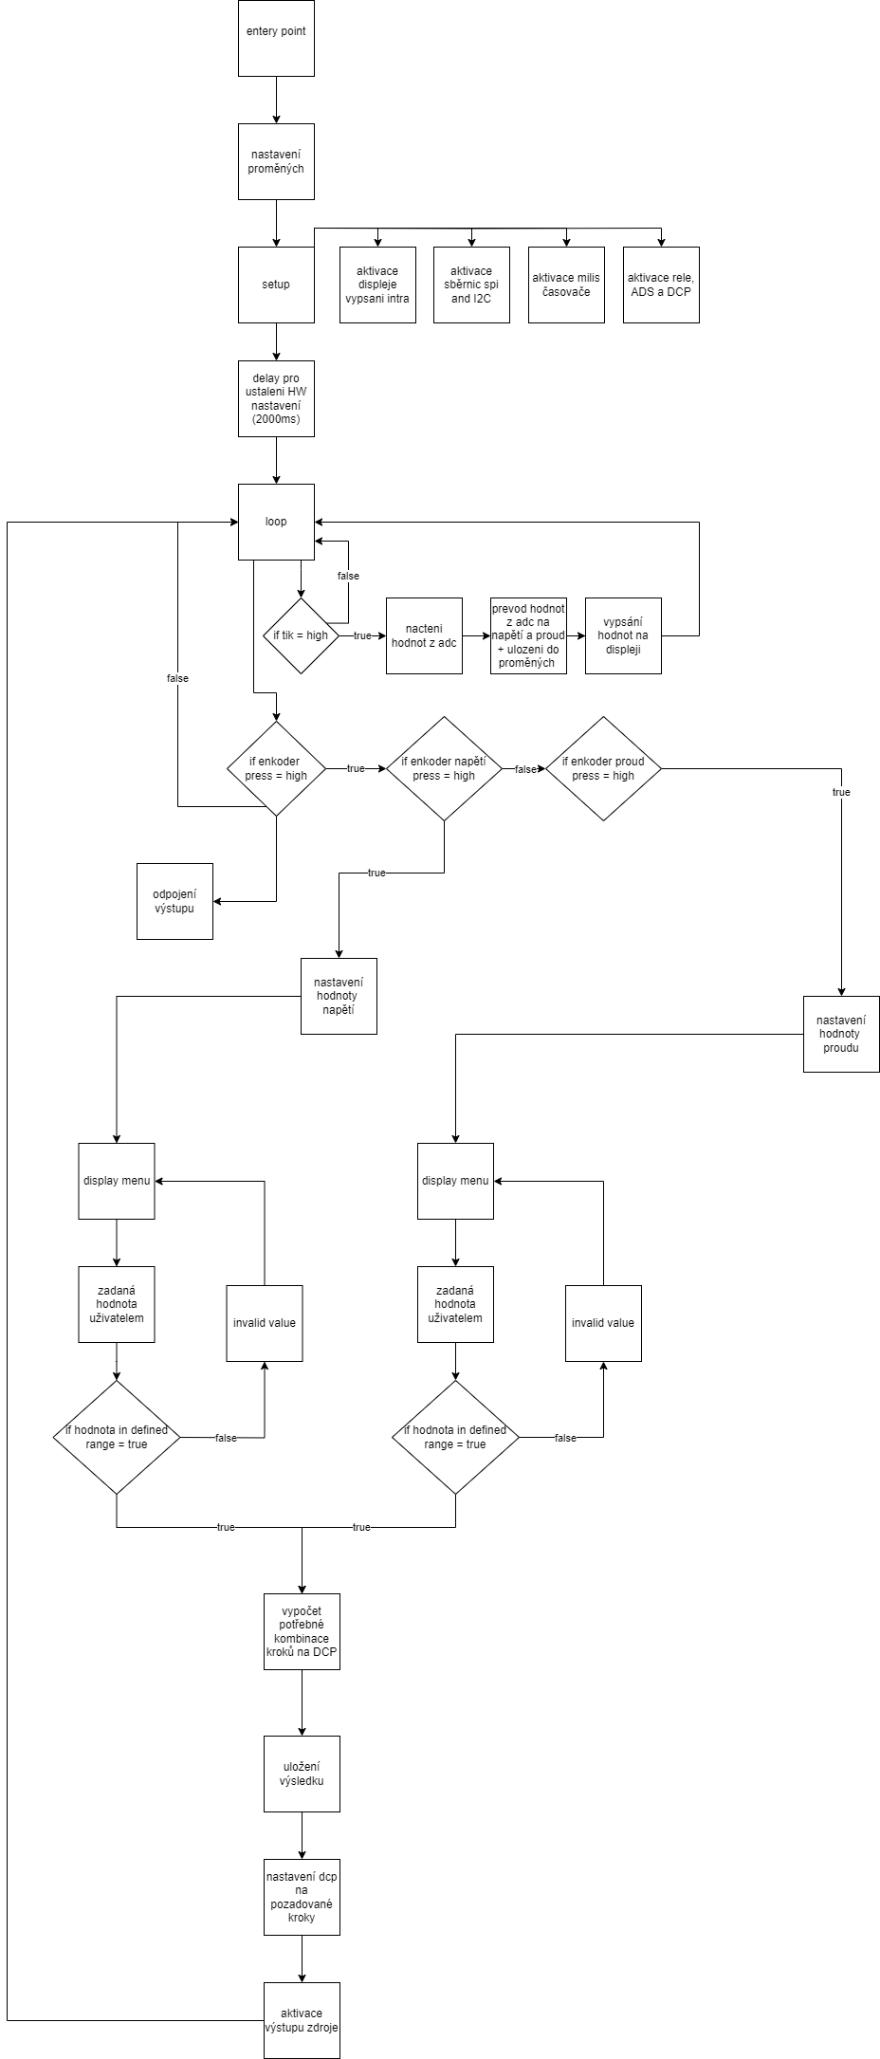 entery point
nastavení
proměných
setup
aktivace
displeje
vypsani intra
aktivace
sběrnic spi
and I2C
aktivace milis
časovače
aktivace rele,
ADS a DCP
delay pro
ustaleni HW
nastavení
(2000ms)
loop
false
if tik = high
true
nacteni
hodnot z adc
prevod hodnot
z adc na
napětí a proud
+ ulozeni do
proměných
vypsání
hodnot na
displeji
false
if enkoder
press = high
true
if enkoder napětí
press = high
false
if enkoder proud
press = high
true
true
odpojení
výstupu
nastavení
hodnoty
napětí
nastavení
hodnoty
proudu
display menu
display menu
zadaná
hodnota
uživatelem
invalid value
zadaná
hodnota
uživatelem
invalid value
if hodnota in defined
range = true
false
if hodnota in defined
range = true
false
true
true
vypočet
potřebné
kombinace
kroků na DCP
uložení
výsledku
nastavení dcp
na
pozadované
kroky
aktivace
výstupu zdroje